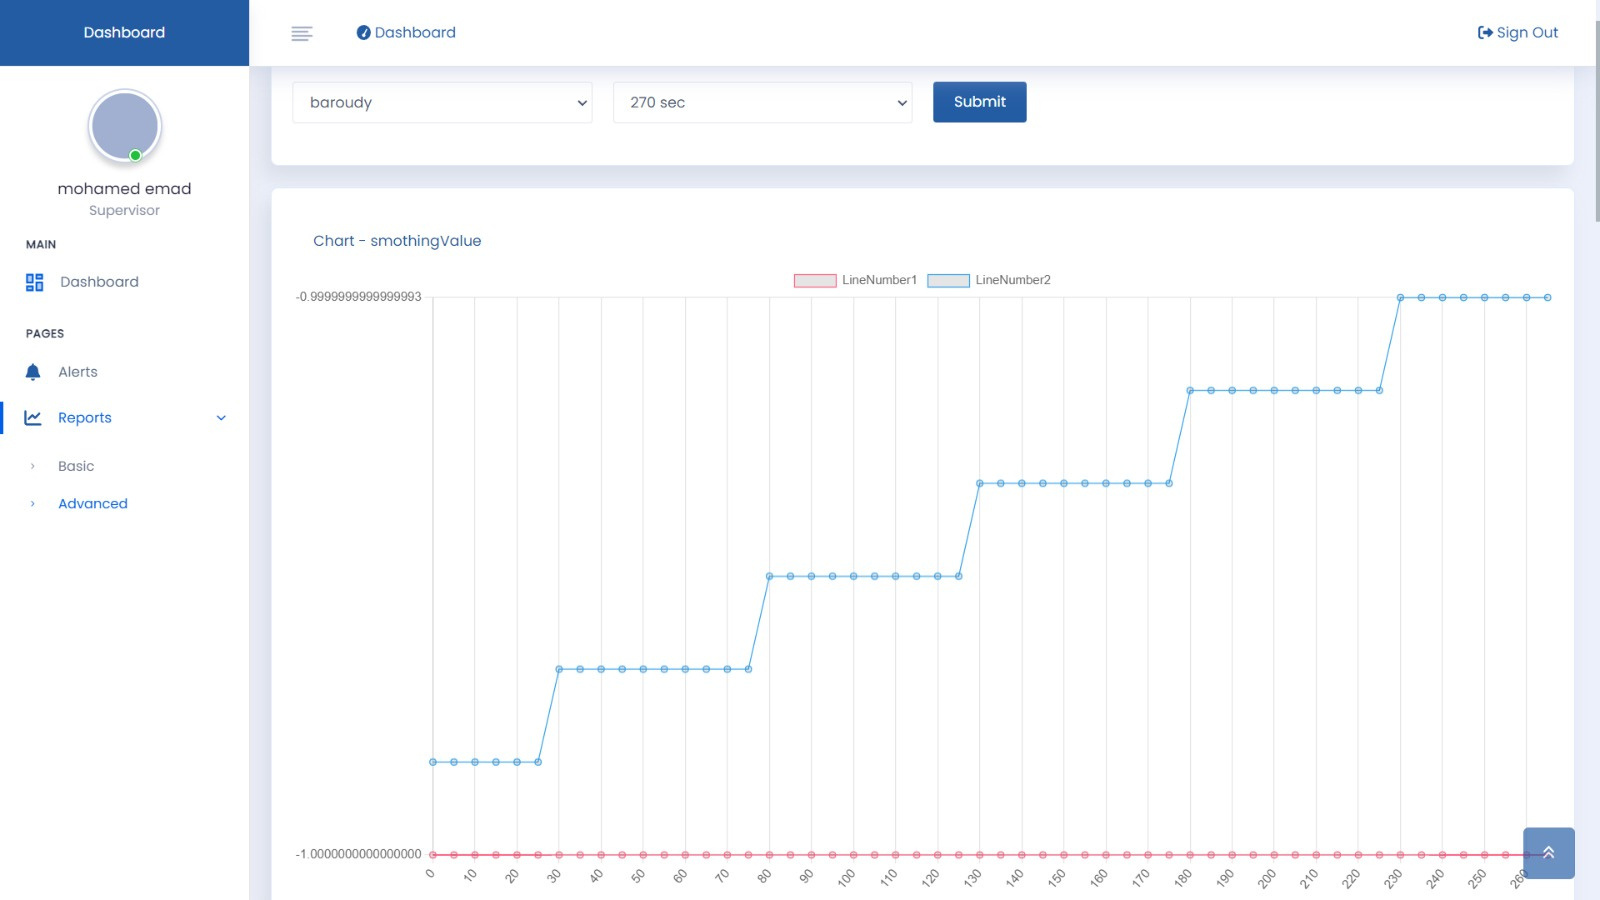 Dashboard
Dashboard
Sign Out
baroudy
270 sec
Submit
mohamed emad
Supervisor
MAIN
Dashboard
PAGES
Alerts
Reports
Basic
Advanced
Chart - smothingValue
LineNumber1
LineNumber2
-0.9999999999999993
-1.0000000000000000
0
10
20
30
40
50
60
70
80
90
100
110
120
130
140
150
160
170
180
190
200
210
220
230
240
250